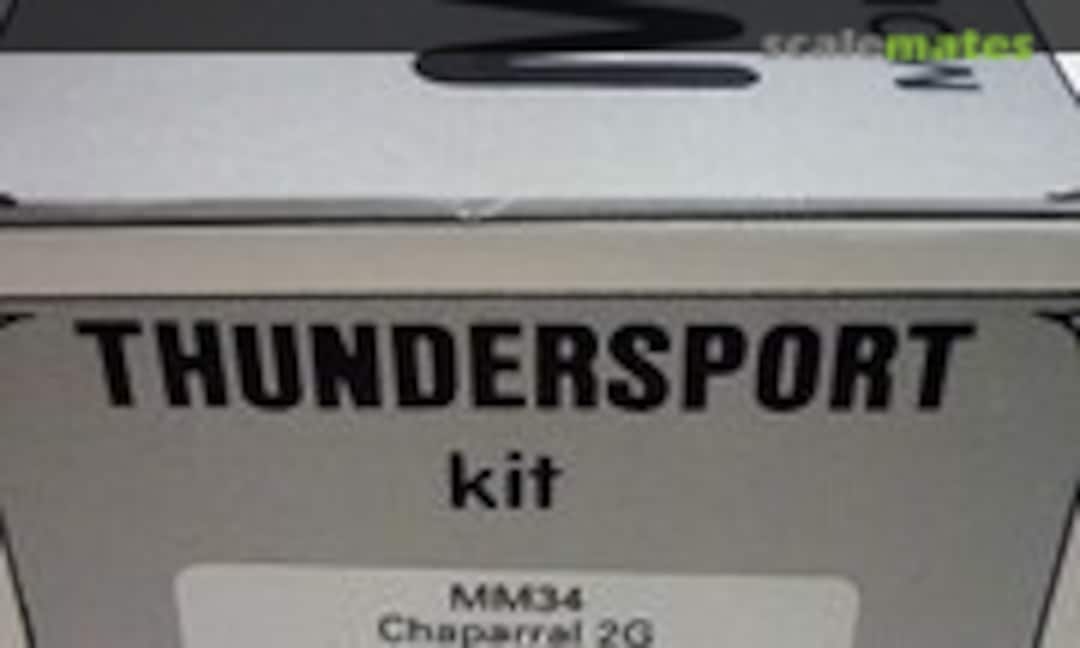 scalemates
THUNDERSPORT
kit
MM34
Chaparral 2G